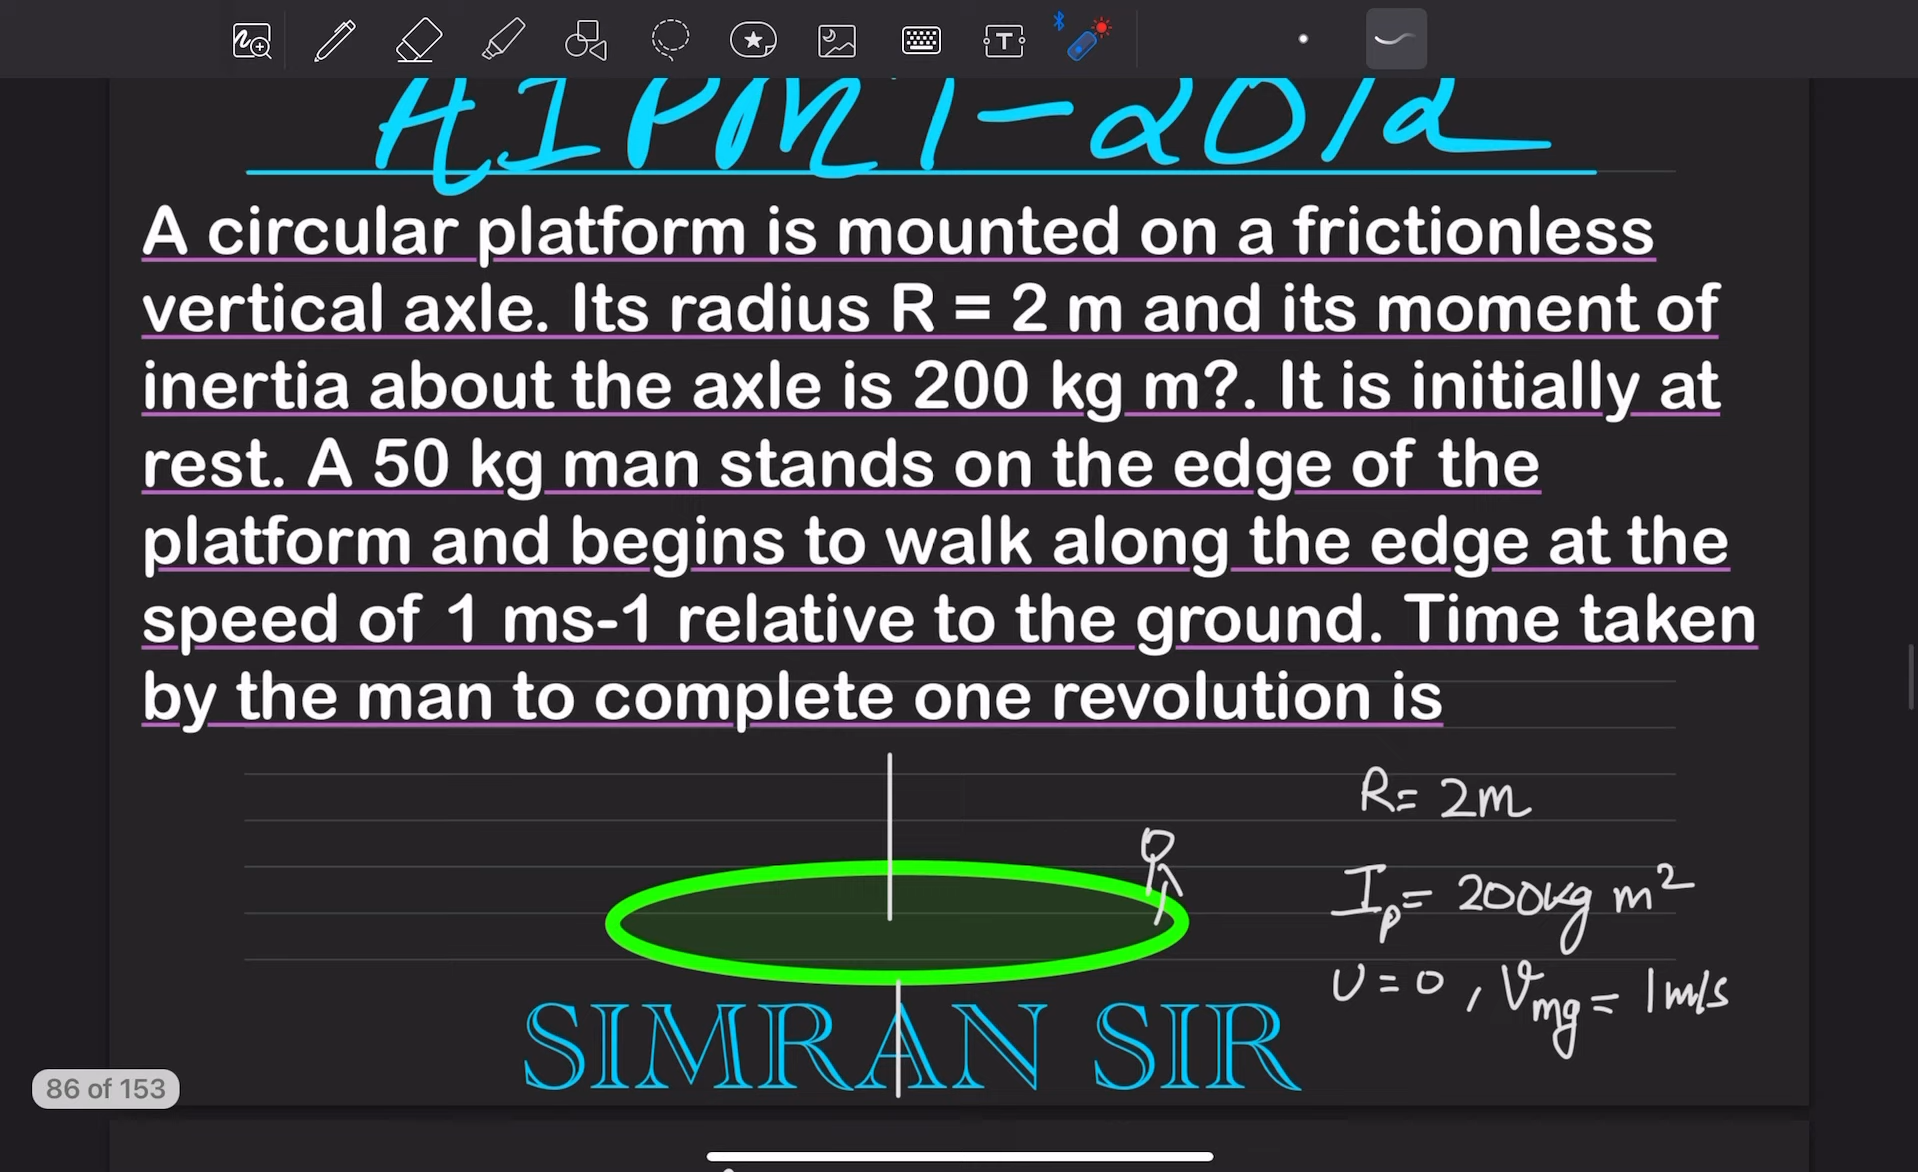 AIPMT-2012
A circular platform is mounted on a frictionless
vertical axle. Its radius R = 2 m and its moment of
inertia about the axle is 200 kg m?. It is initially at
rest. A 50 kg man stands on the edge of the
platform and begins to walk along the edge at the
speed of 1 ms-1 relative to the ground. Time taken
by the man to complete one revolution is
R = 2m
Ip = 200kg m²
U = 0 , Vmg = 1m/s
SIMRAN SIR
86 of 153